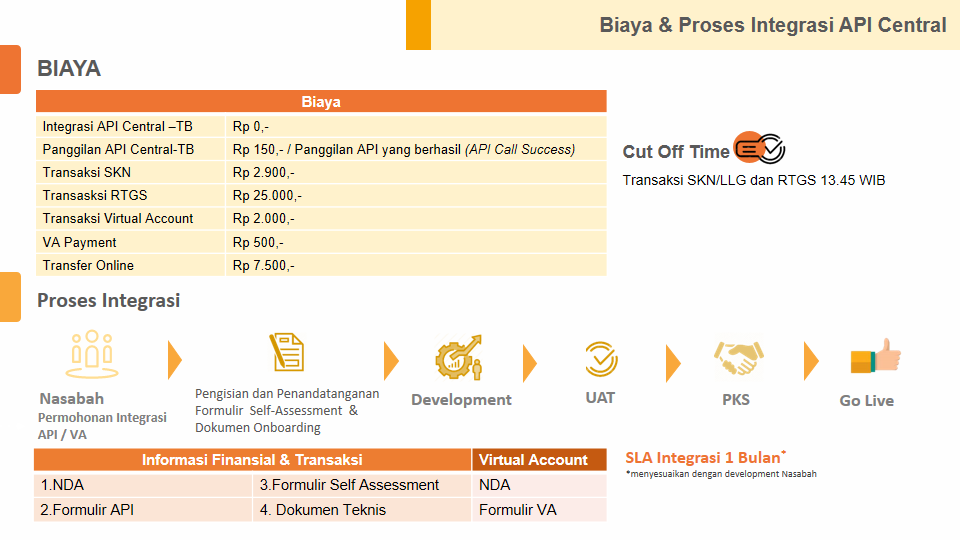 Biaya & Proses Integrasi API Central
BIAYA
Biaya
Integrasi API Central –TB Rp 0,-
Panggilan API Central-TB Rp 150,- / Panggilan API yang berhasil (API Call Success)
Transaksi SKN Rp 2.900,-
Transasksi RTGS Rp 25.000,-
Transaksi Virtual Account Rp 2.000,-
VA Payment Rp 500,-
Transfer Online Rp 7.500,-
Cut Off Time
Transaksi SKN/LLG dan RTGS 13.45 WIB
Proses Integrasi
Nasabah
Permohonan Integrasi
API / VA
Pengisian dan Penandatanganan
Formulir Self-Assessment &
Dokumen Onboarding
Development
UAT
PKS
Go Live
Informasi Finansial & Transaksi Virtual Account
1.NDA 3.Formulir Self Assessment NDA
2.Formulir API 4. Dokumen Teknis Formulir VA
SLA Integrasi 1 Bulan*
*menyesuaikan dengan development Nasabah